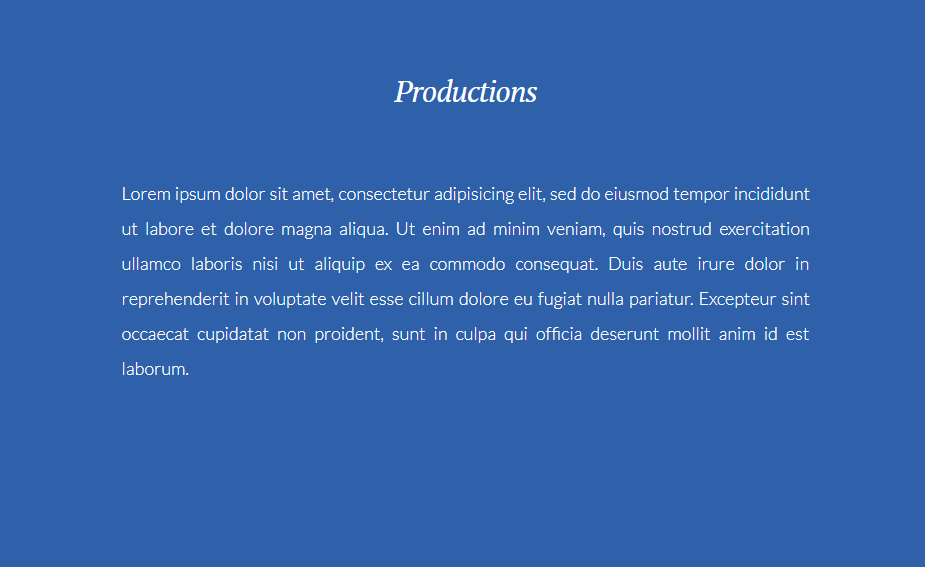 Productions
Lorem ipsum dolor sit amet, consectetur adipisicing elit, sed do eiusmod tempor incididunt
ut labore et dolore magna aliqua. Ut enim ad minim veniam, quis nostrud exercitation
ullamco laboris nisi ut aliquip ex ea commodo consequat. Duis aute irure dolor in
reprehenderit in voluptate velit esse cillum dolore eu fugiat nulla pariatur. Excepteur sint
occaecat cupidatat non proident, sunt in culpa qui officia deserunt mollit anim id est
laborum.